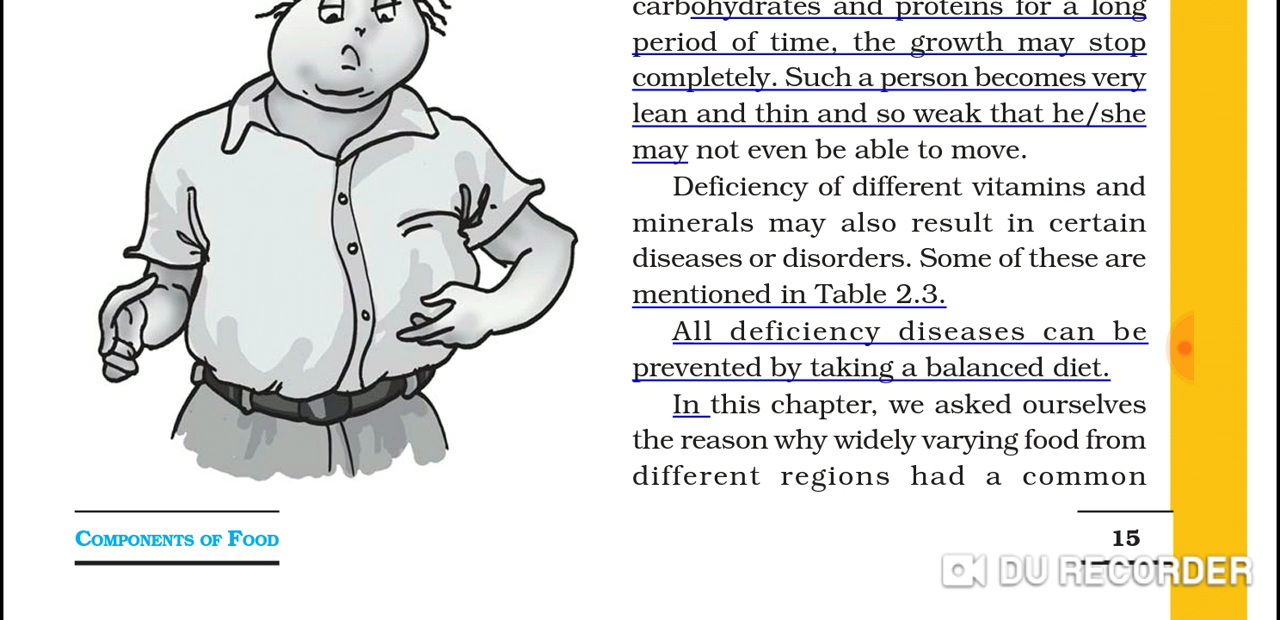 carbohydrates and proteins for a long
period of time, the growth may stop
completely. Such a person becomes very
lean and thin and so weak that he/she
may not even be able to move.
Deficiency of different vitamins and
minerals may also result in certain
diseases or disorders. Some of these are
mentioned in Table 2.3.
All deficiency diseases can be
prevented by taking a balanced diet.
In this chapter, we asked ourselves
the reason why widely varying food from
different regions had a common
COMPONENTS OF FOOD
15
DU RECORDER